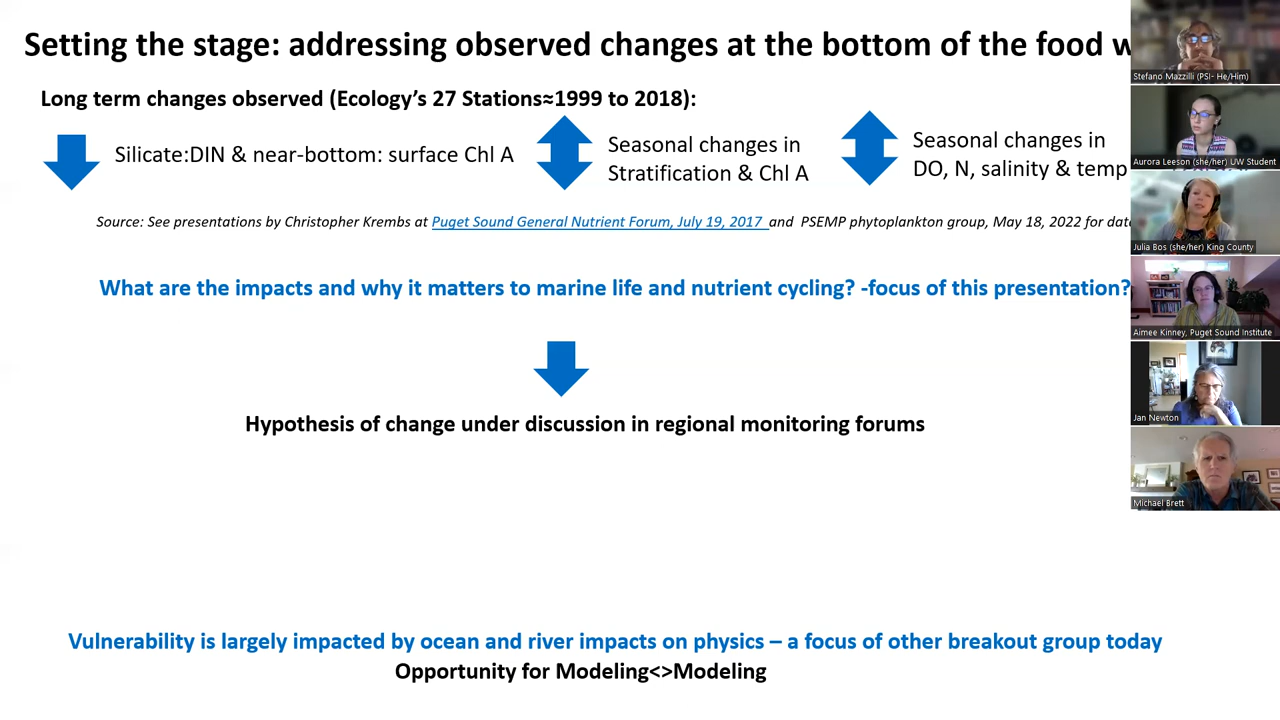 Setting the stage: addressing observed changes at the bottom of the food w
Long term changes observed (Ecology's 27 Stations≈1999 to 2018):
Silicate:DIN & near-bottom: surface Chl A
Seasonal changes in
Stratification & Chl A
Seasonal changes in
DO, N, salinity & temp
Source: See presentations by Christopher Krembs at Puget Sound General Nutrient Forum, July 19, 2017 and PSEMP phytoplankton group, May 18, 2022 for data
What are the impacts and why it matters to marine life and nutrient cycling? -focus of this presentation?
Hypothesis of change under discussion in regional monitoring forums
Vulnerability is largely impacted by ocean and river impacts on physics – a focus of other breakout group today
Opportunity for Modeling<>Modeling
Stefano Mazzilli (PSI- He/Him)
Aurora Leeson (she/her) UW Student
Julia Bos (she/her) King County
Aimee Kinney, Puget Sound Institute
Jan Newton
Michael Brett